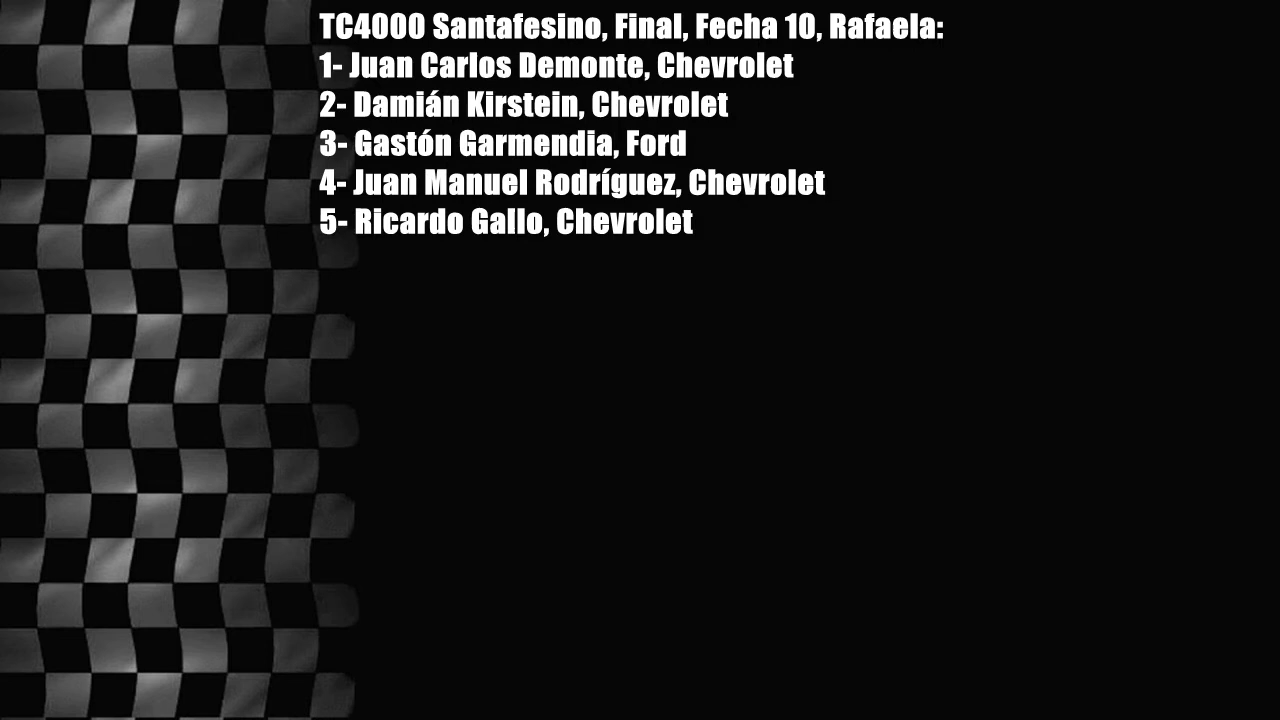 TC4000 Santafesino, Final, Fecha 10, Rafaela:
1- Juan Carlos Demonte, Chevrolet
2- Damián Kirstein, Chevrolet
3- Gastón Garmendia, Ford
4- Juan Manuel Rodríguez, Chevrolet
5- Ricardo Gallo, Chevrolet